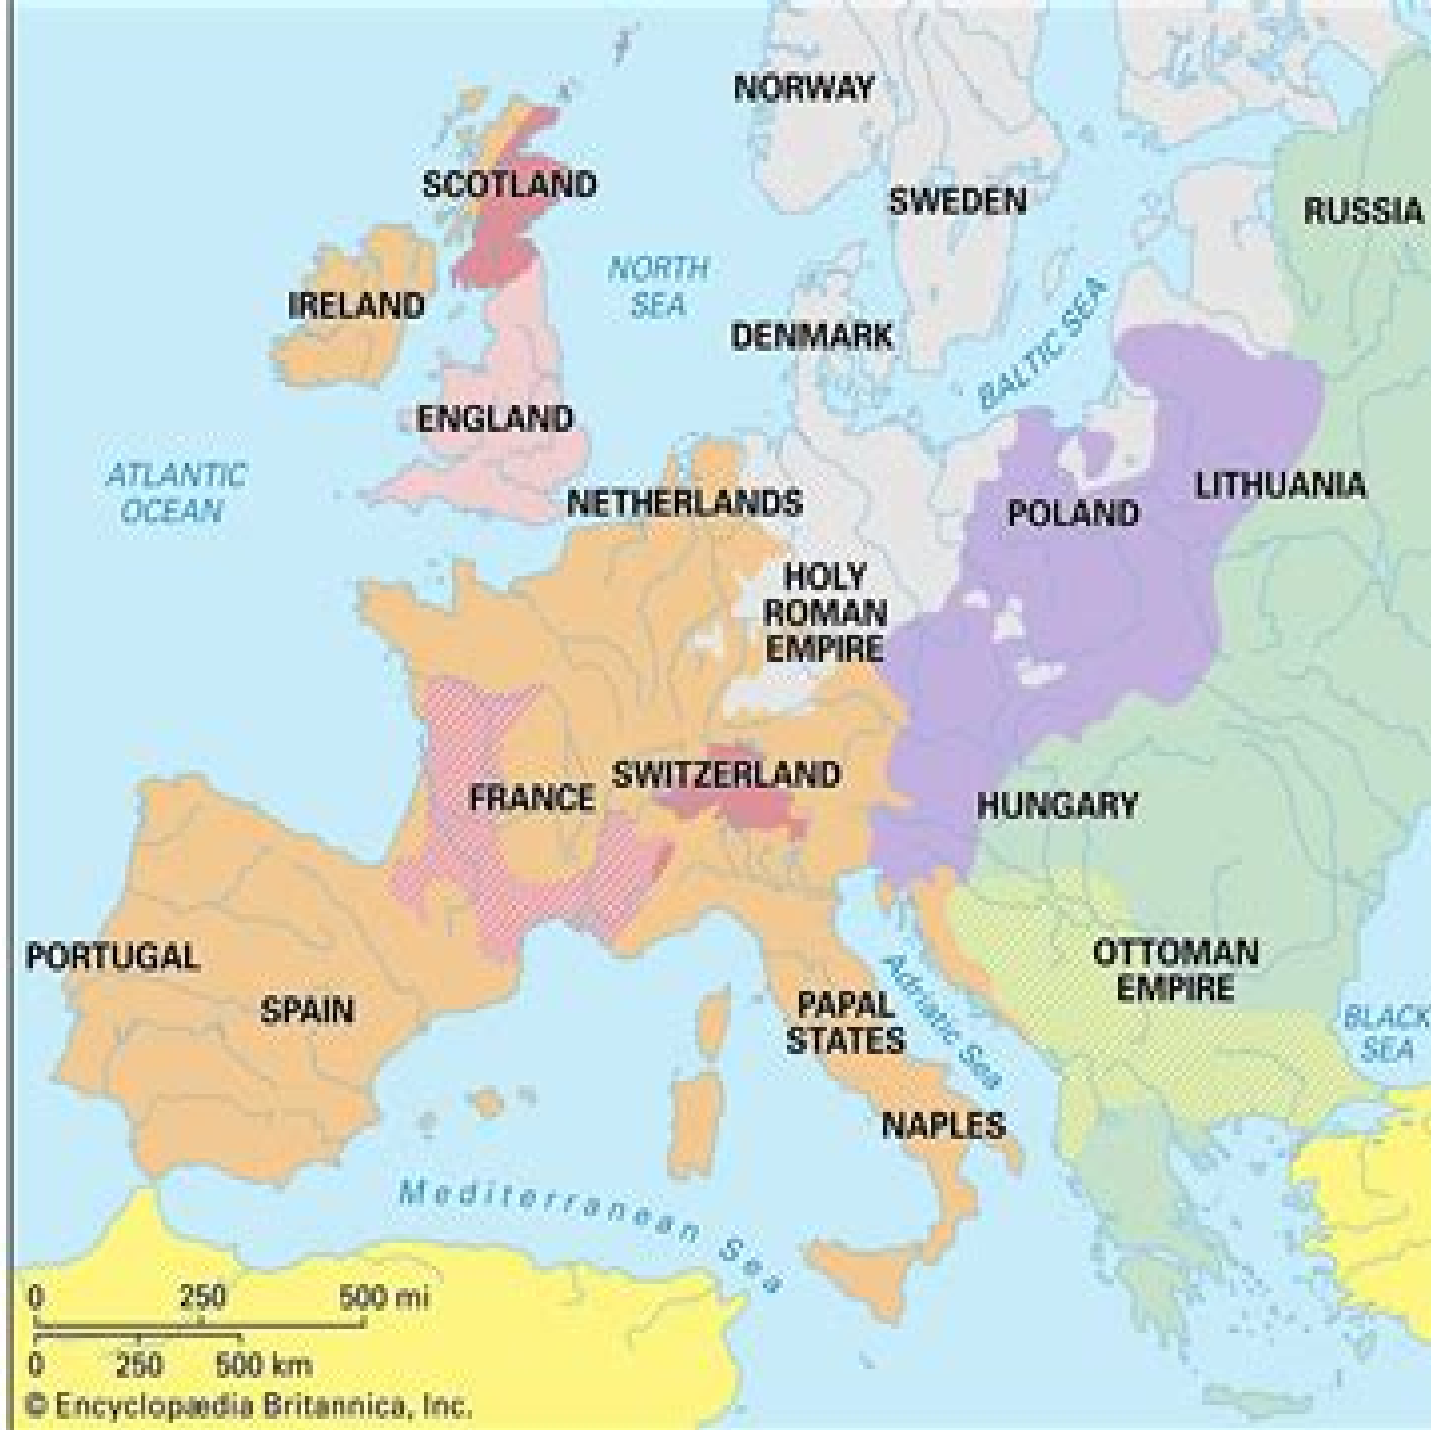 NORWAY
SCOTLAND
SWEDEN
RUSSIA
NORTH
SEA
IRELAND
DENMARK
BALTIC SEA
ENGLAND
ATLANTIC
OCEAN
NETHERLANDS
LITHUANIA
POLAND
HOLY
ROMAN
EMPIRE
SWITZERLAND
FRANCE
HUNGARY
PORTUGAL
SPAIN
PAPAL
STATES
Adriatic Sea
OTTOMAN
EMPIRE
BLACK
SEA
NAPLES
Mediterranean Sea
0 250 500 mi
0 250 500 km
© Encyclopædia Britannica, Inc.